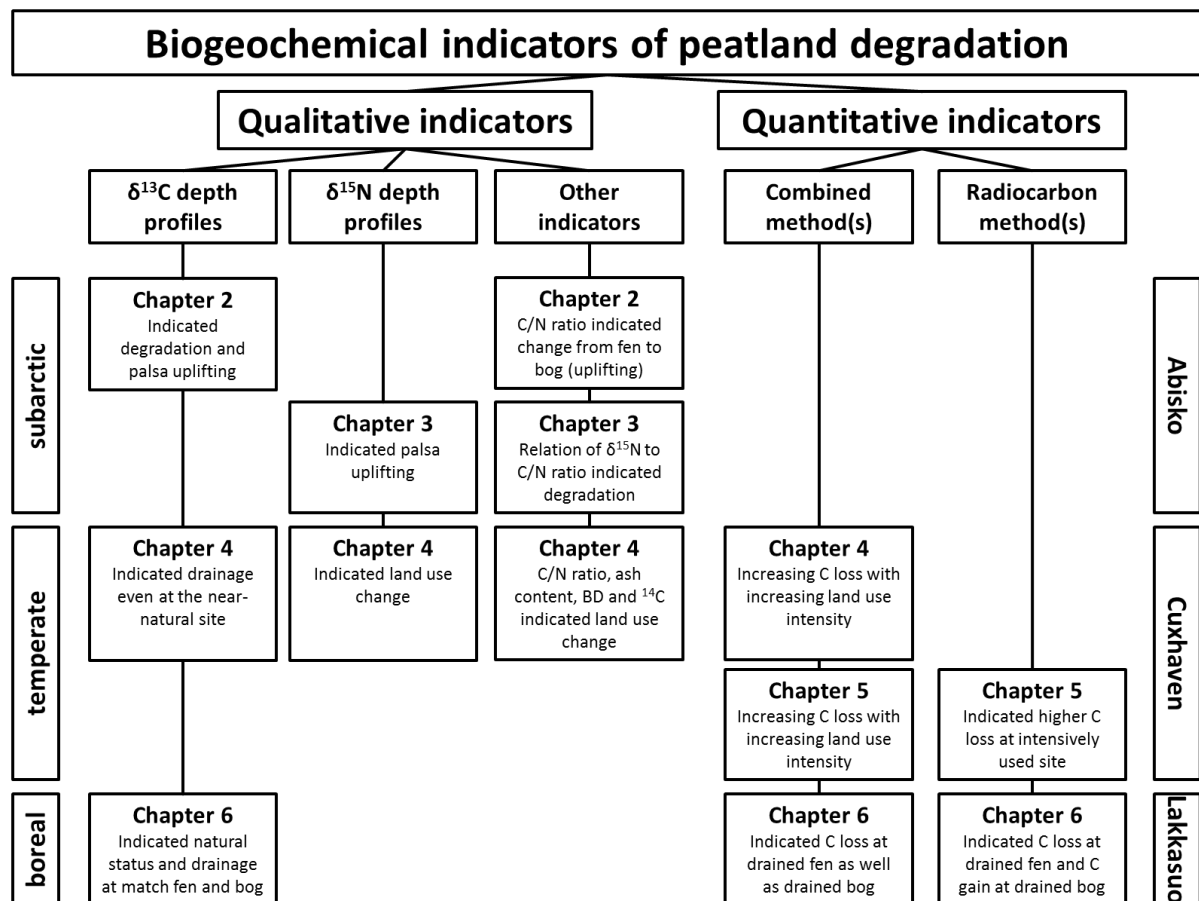 Biogeochemical indicators of peatland degradation
Qualitative indicators
Quantitative indicators
δ¹³C depth
profiles
δ¹⁵N depth
profiles
Other
indicators
Combined
method(s)
Radiocarbon
method(s)
subarctic
Chapter 2
Indicated
degradation and
palsa uplifting
Chapter 2
C/N ratio indicated
change from fen to
bog (uplifting)
Abisko
Chapter 3
Indicated palsa
uplifting
Chapter 3
Relation of δ¹⁵N to
C/N ratio indicated
degradation
temperate
Chapter 4
Indicated drainage
even at the near-
natural site
Chapter 4
Indicated land use
change
Chapter 4
C/N ratio, ash
content, BD and ¹⁴C
indicated land use
change
Chapter 4
Increasing C loss with
increasing land use
intensity
Cuxhaven
Chapter 5
Increasing C loss with
increasing land use
intensity
Chapter 5
Indicated higher C
loss at intensively
used site
boreal
Chapter 6
Indicated natural
status and drainage
at match fen and bog
Chapter 6
Indicated C loss at
drained fen as well
as drained bog
Chapter 6
Indicated C loss at
drained fen and C
gain at drained bog
Lakkasuo